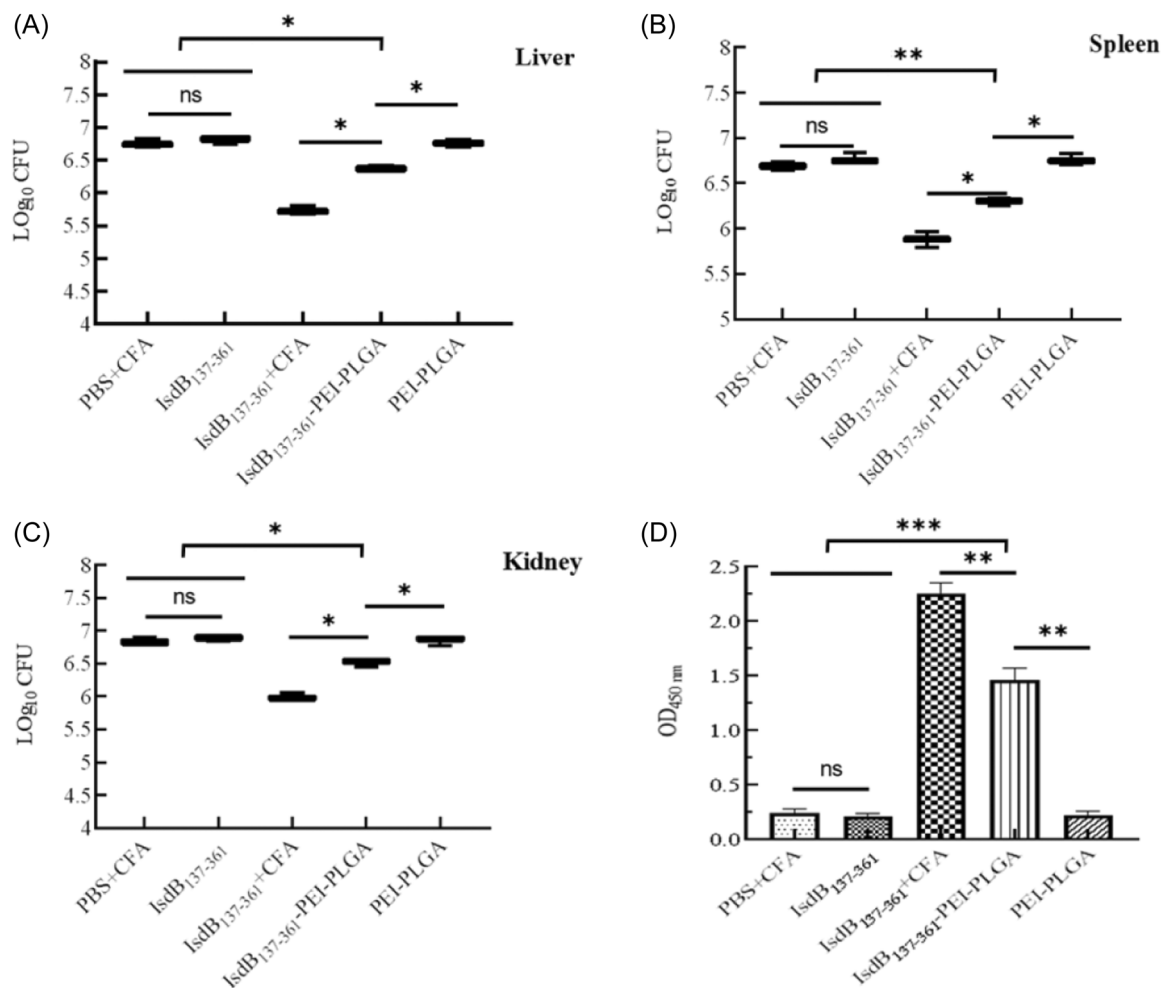 (A)
*
Liver
8
7.5
7
6.5
6
5.5
5
4.5
4
LOg10 CFU
ns
*
*
PBS+CFA
IsdB137-361
IsdB137-361+CFA
IsdB137-361-PEI-PLGA
PEI-PLGA
(B)
**
Spleen
8
7.5
7
6.5
6
5.5
5
LOg10 CFU
ns
*
*
PBS+CFA
IsdB137-361
IsdB137-361+CFA
IsdB137-361-PEI-PLGA
PEI-PLGA
(C)
*
Kidney
8
7.5
7
6.5
6
5.5
5
4.5
4
LOg10 CFU
ns
*
*
PBS+CFA
IsdB137-361
IsdB137-361+CFA
IsdB137-361-PEI-PLGA
PEI-PLGA
(D)
***
**
**
2.5
2.0
1.5
1.0
0.5
0.0
OD450 nm
ns
PBS+CFA
IsdB137-361
IsdB137-361+CFA
IsdB137-361-PEI-PLGA
PEI-PLGA